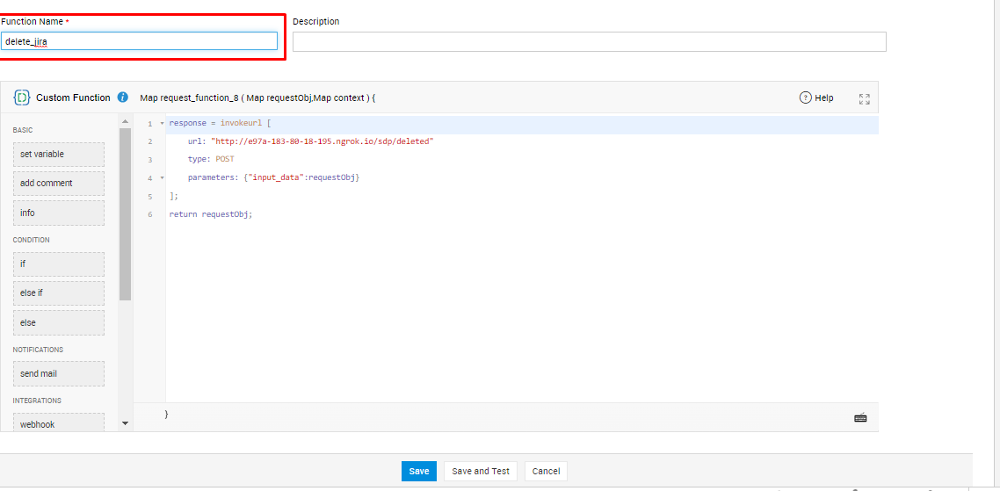 Function Name *
Description
delete_jira
Custom Function i Map request_function_8 ( Map requestObj,Map context ) {
? Help
BASIC
set variable
add comment
info
CONDITION
if
else if
else
NOTIFICATIONS
send mail
INTEGRATIONS
webhook
1 response = invokeurl [
2 url: "http://e97a-183-80-18-195.ngrok.io/sdp/deleted"
3 type: POST
4 parameters: {"input_data":requestObj}
5 ];
6 return requestObj;
}
Save
Save and Test
Cancel